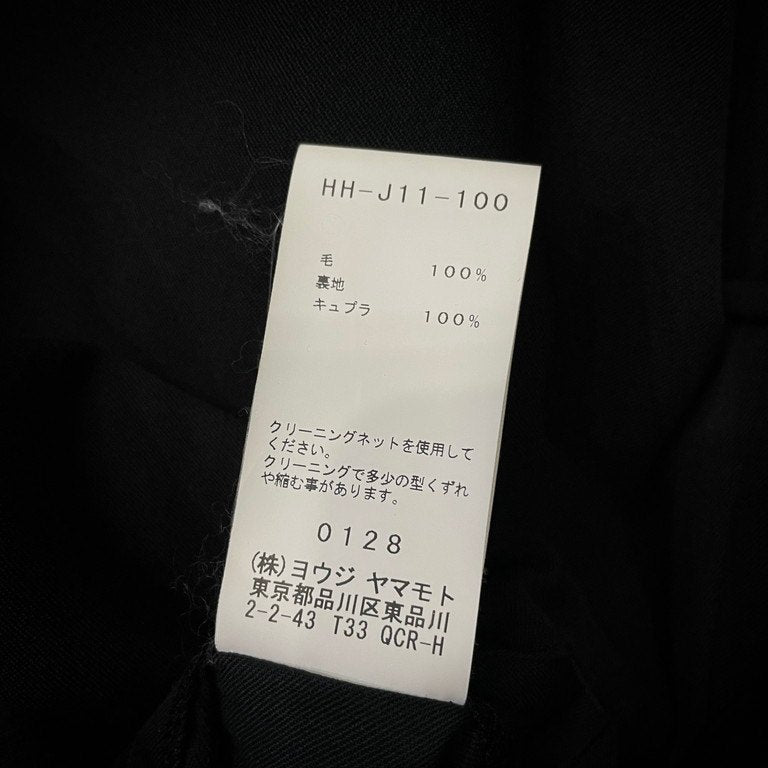 HH-J11-100
毛 100%
裏地
キュプラ 100%
クリーニングネットを使用して
ください。
クリーニングで多少の型くずれ
や縮む事があります。
0128
(株)ヨウジ ヤマモト
東京都品川区東品川
2-2-43 T33 QCR-H